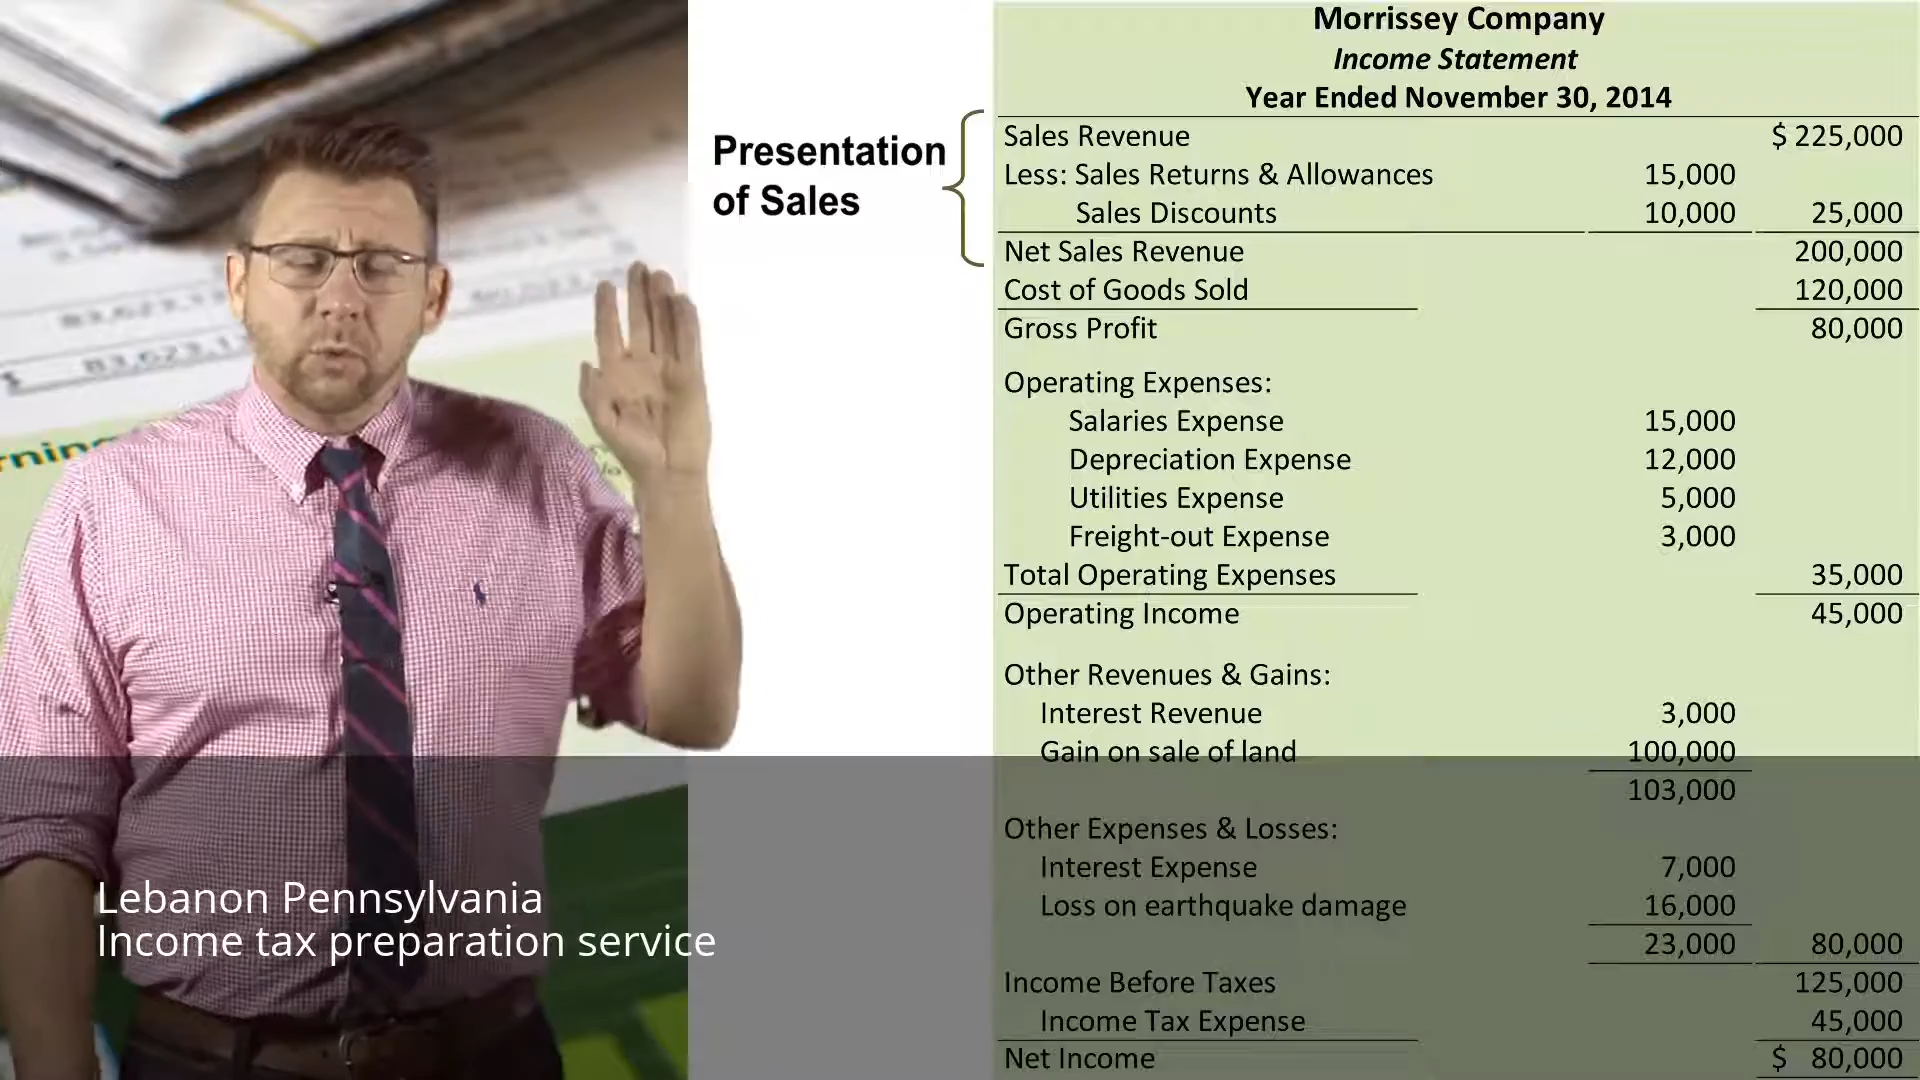 Morrissey Company
Income Statement
Year Ended November 30, 2014
Presentation
of Sales
Sales Revenue $ 225,000
Less: Sales Returns & Allowances 15,000
Sales Discounts 10,000 25,000
Net Sales Revenue 200,000
Cost of Goods Sold 120,000
Gross Profit 80,000
Operating Expenses:
Salaries Expense 15,000
Depreciation Expense 12,000
Utilities Expense 5,000
Freight-out Expense 3,000
Total Operating Expenses 35,000
Operating Income 45,000
Other Revenues & Gains:
Interest Revenue 3,000
Gain on sale of land 100,000
103,000
Other Expenses & Losses:
Interest Expense 7,000
Loss on earthquake damage 16,000
23,000 80,000
Income Before Taxes 125,000
Income Tax Expense 45,000
Net Income $ 80,000
Lebanon Pennsylvania
Income tax preparation service